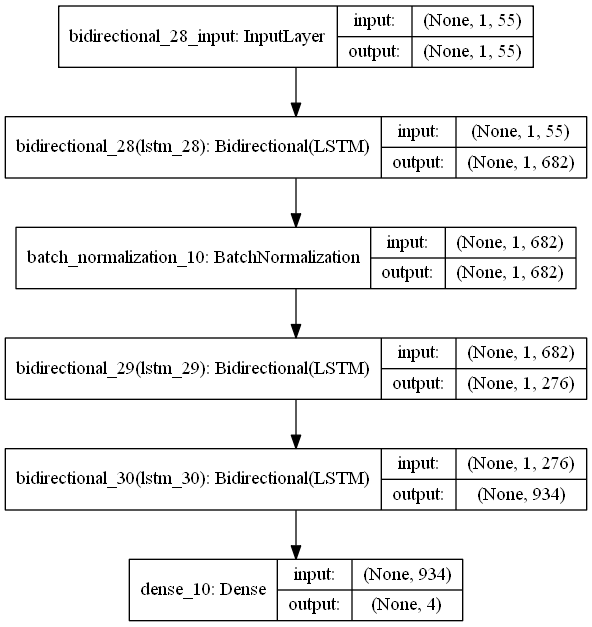 bidirectional_28_input: InputLayer
input: (None, 1, 55)
output: (None, 1, 55)
bidirectional_28(lstm_28): Bidirectional(LSTM)
input: (None, 1, 55)
output: (None, 1, 682)
batch_normalization_10: BatchNormalization
input: (None, 1, 682)
output: (None, 1, 682)
bidirectional_29(lstm_29): Bidirectional(LSTM)
input: (None, 1, 682)
output: (None, 1, 276)
bidirectional_30(lstm_30): Bidirectional(LSTM)
input: (None, 1, 276)
output: (None, 934)
dense_10: Dense
input: (None, 934)
output: (None, 4)